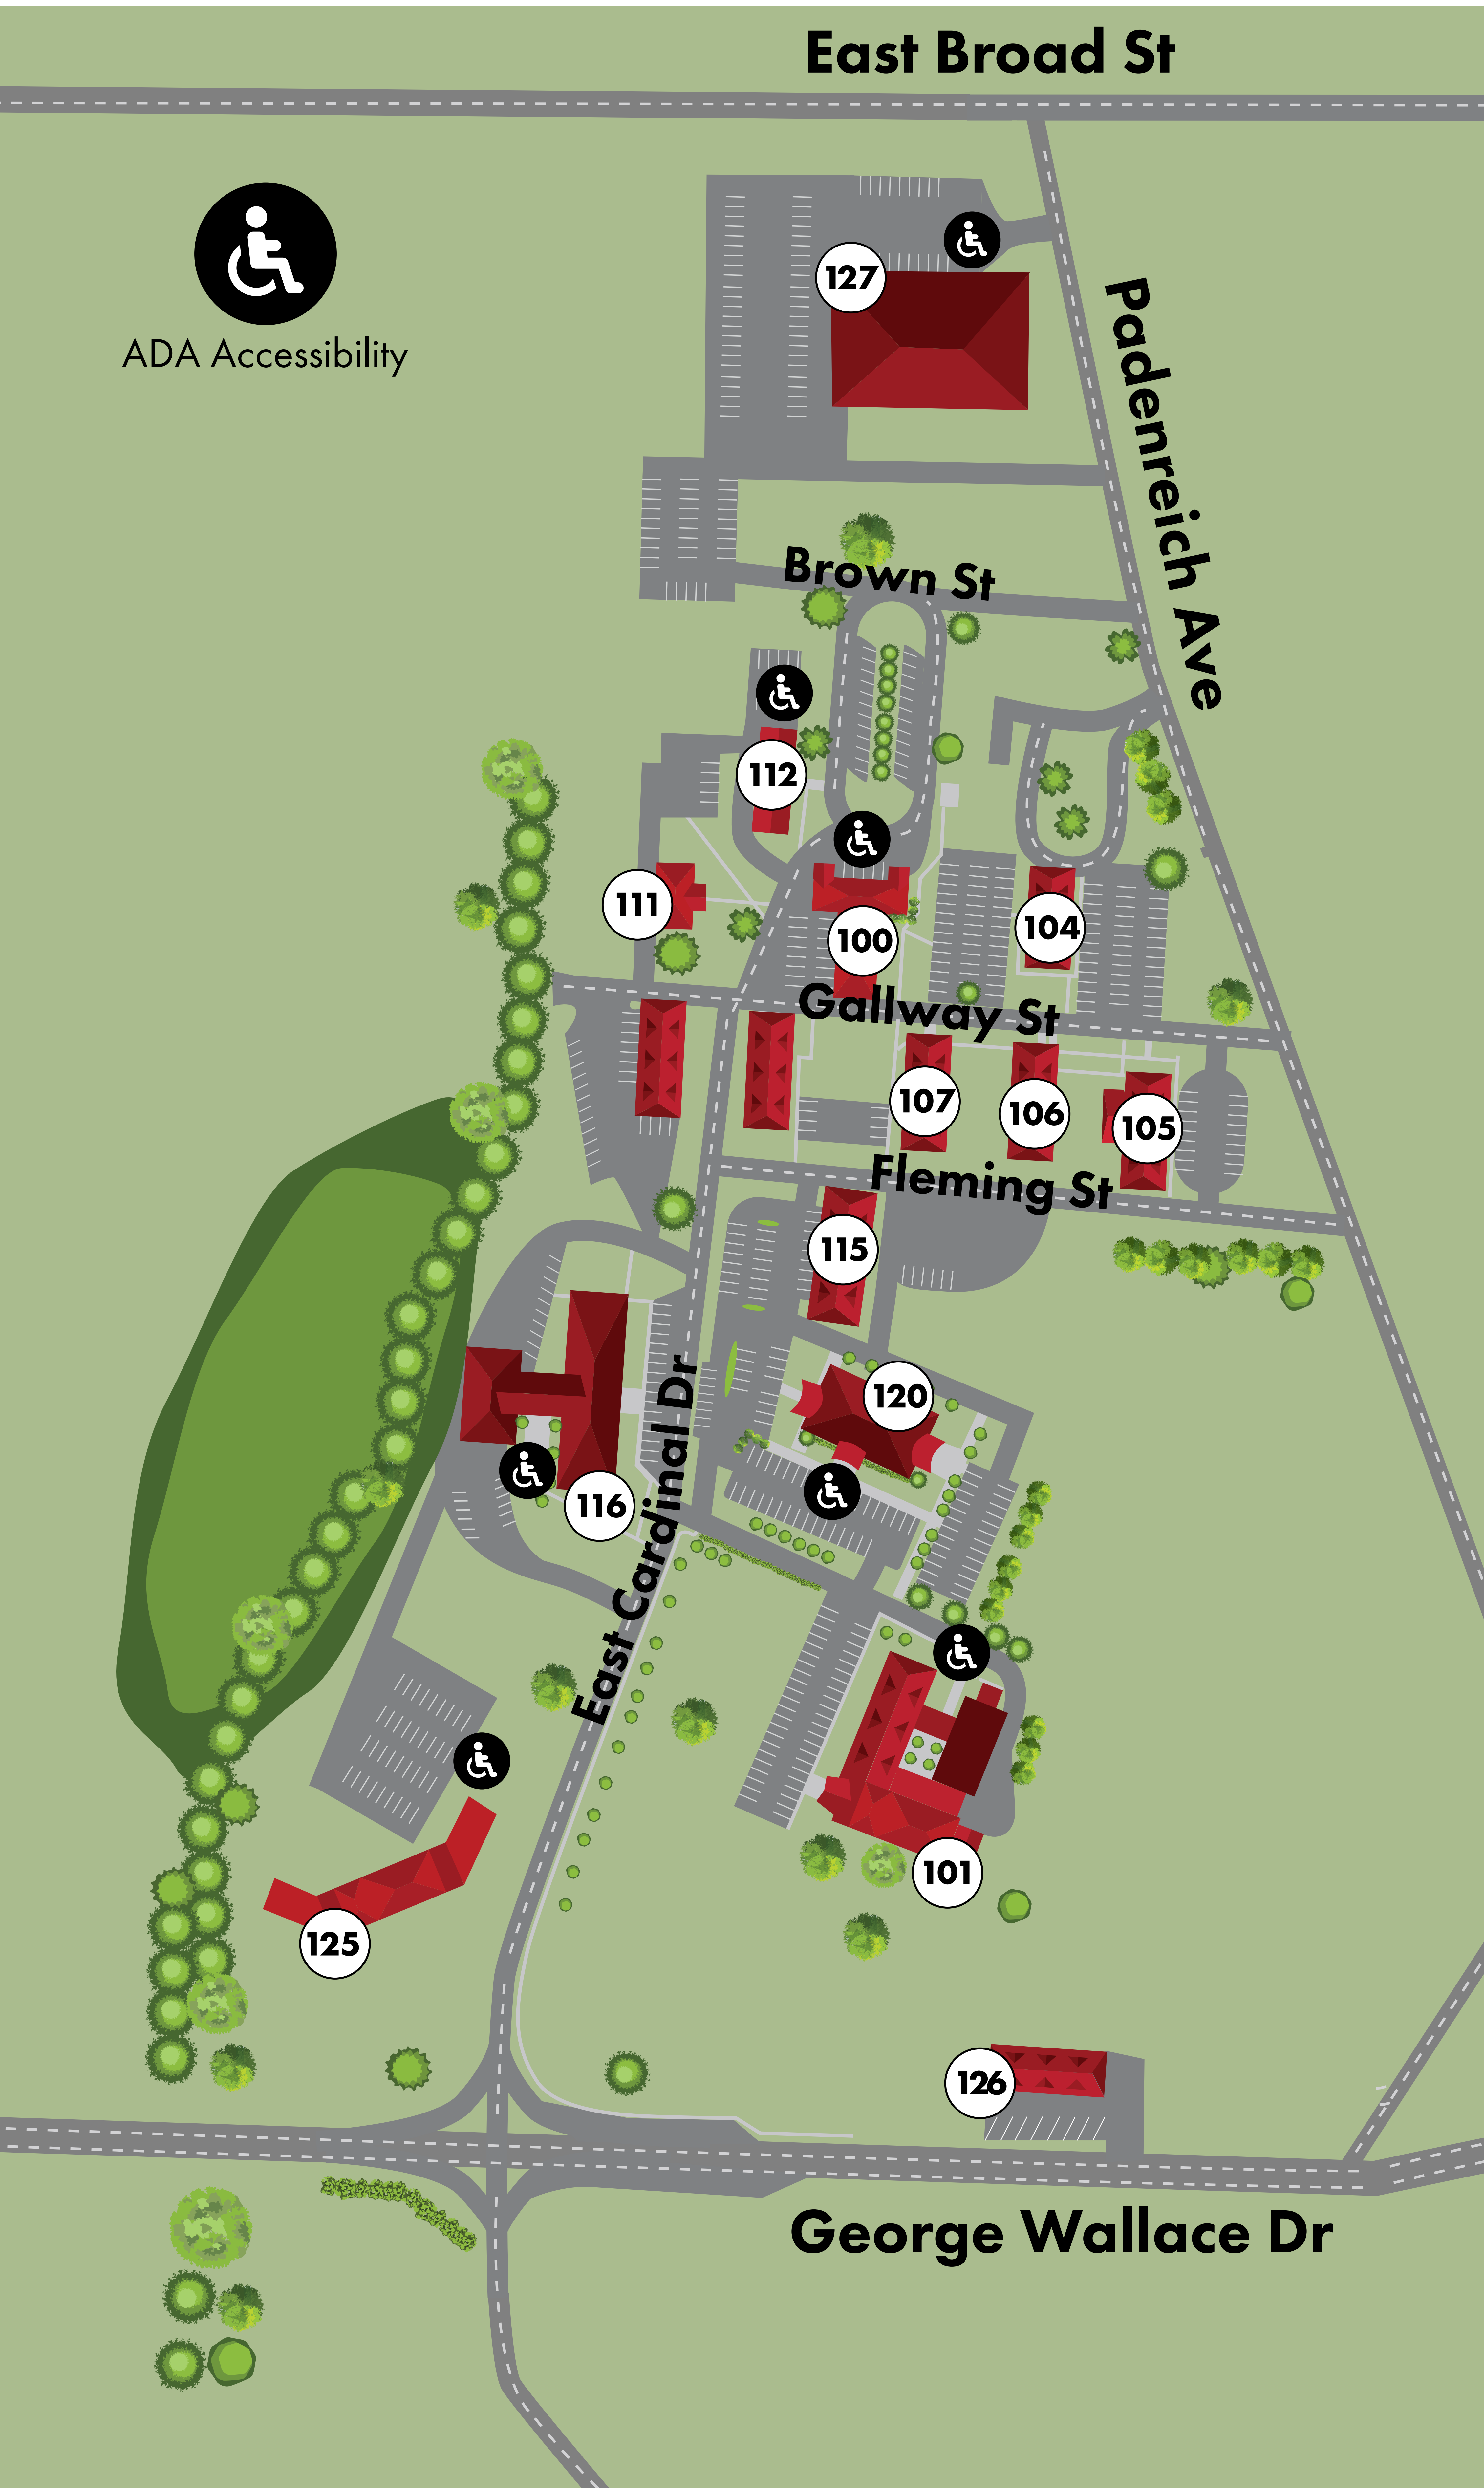 East Broad St
ADA Accessibility
127
Padenreich Ave
Brown St
112
111
100
104
Gallway St
107
106
105
Fleming St
115
120
116
East Cardinal Dr
101
125
126
George Wallace Dr